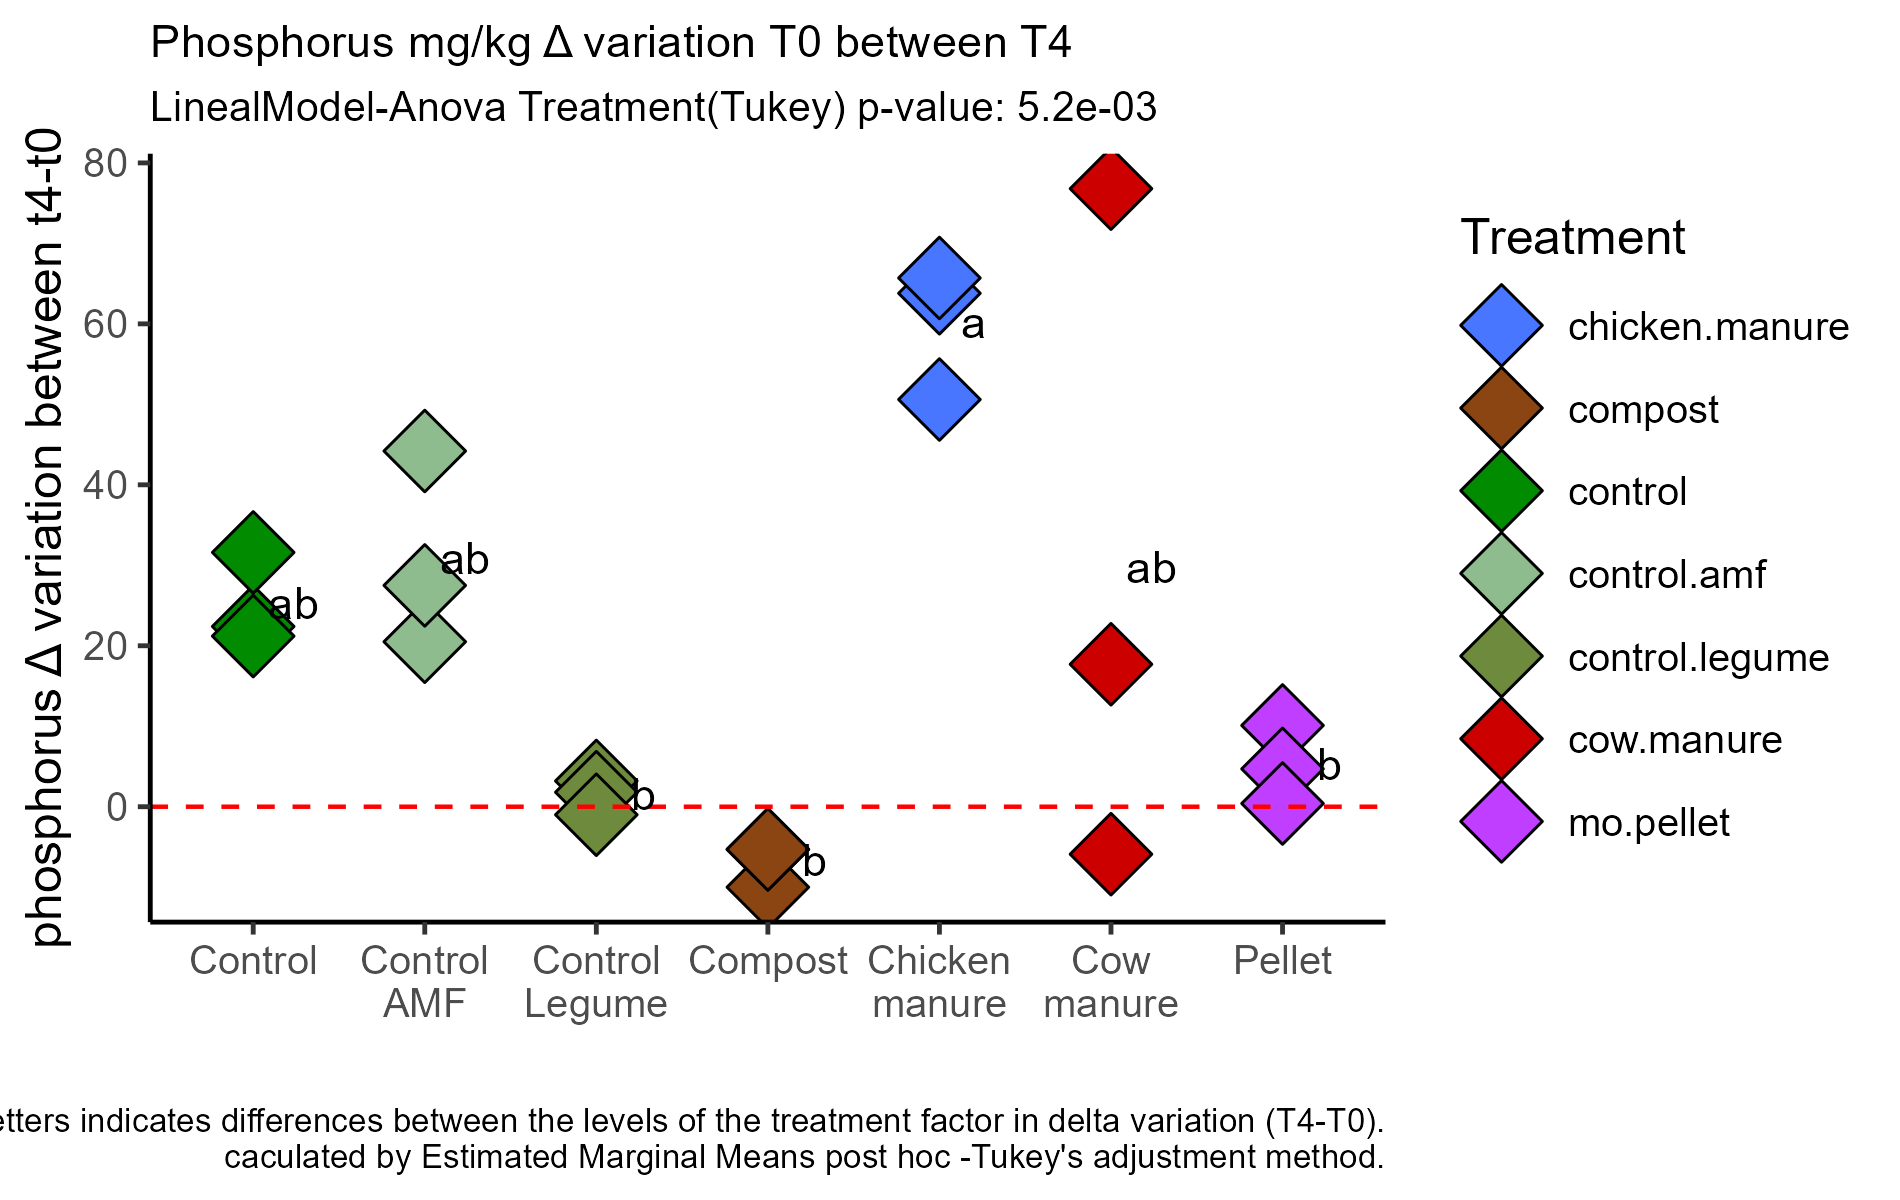 Phosphorus mg/kg Δ variation T0 between T4
LinealModel-Anova Treatment(Tukey) p-value: 5.2e-03
phosphorus Δ variation between t4-t0
80
60
40
20
0
ab
ab
b
b
a
ab
b
Control
Control
AMF
Control
Legume
Compost
Chicken
manure
Cow
manure
Pellet
Treatment
chicken.manure
compost
control
control.amf
control.legume
cow.manure
mo.pellet
etters indicates differences between the levels of the treatment factor in delta variation (T4-T0).
caculated by Estimated Marginal Means post hoc -Tukey's adjustment method.